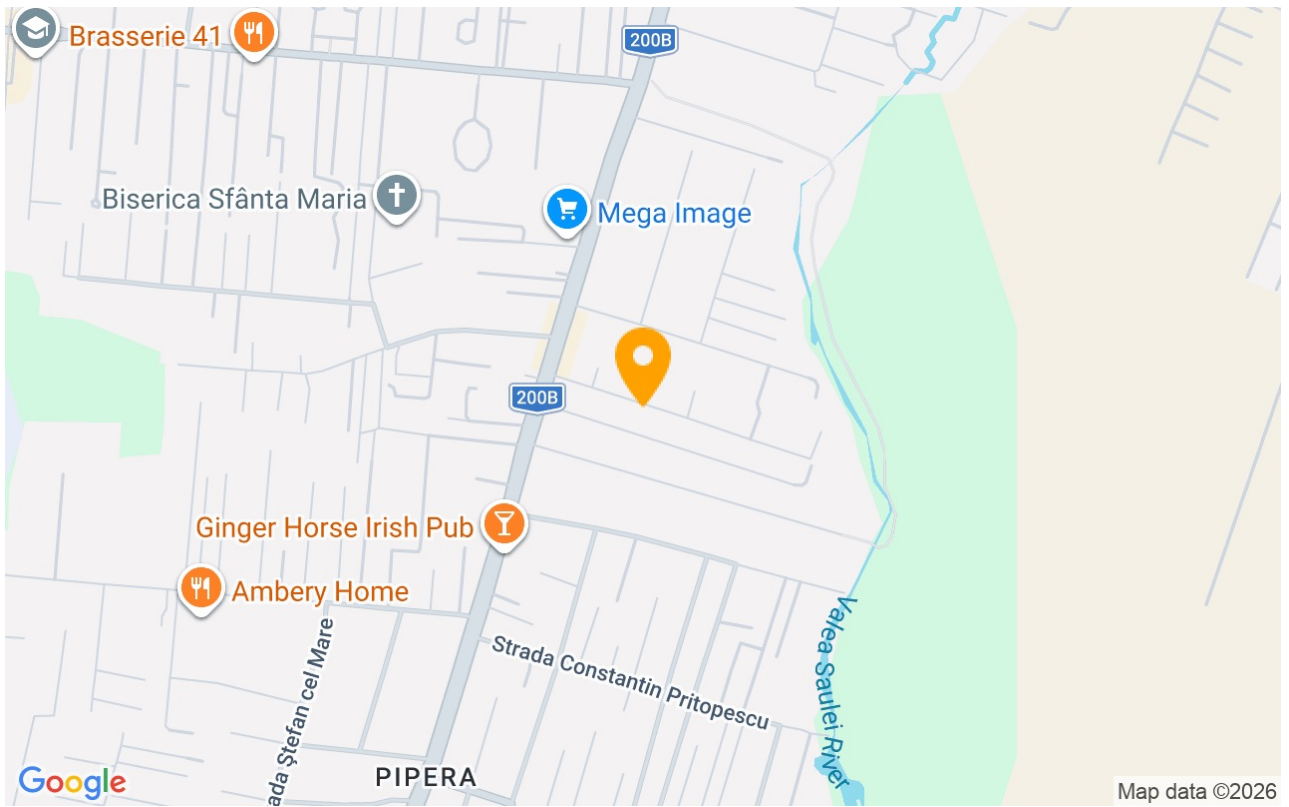 Brasserie 41
200B
Biserica Sfânta Maria
Mega Image
200B
Ginger Horse Irish Pub
Ambery Home
Strada Constantin Pritopescu
ada Ștefan cel Mare
Valea Saulei River
PIPERA
Google
Map data ©2026